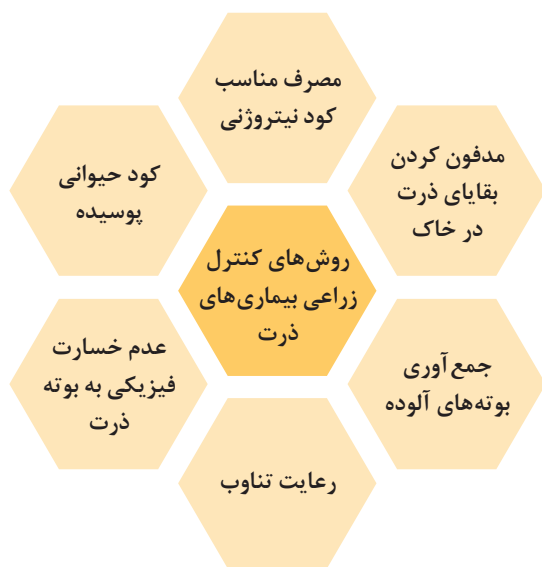 مصرف مناسب
کود نیتروژنی
مدفون کردن
بقایای ذرت
در خاک
کود حیوانی
پوسیده
روش‌های کنترل
زراعی بیماری‌های
ذرت
جمع‌آوری
بوته‌های آلوده
عدم خسارت
فیزیکی به بوته
ذرت
رعایت تناوب